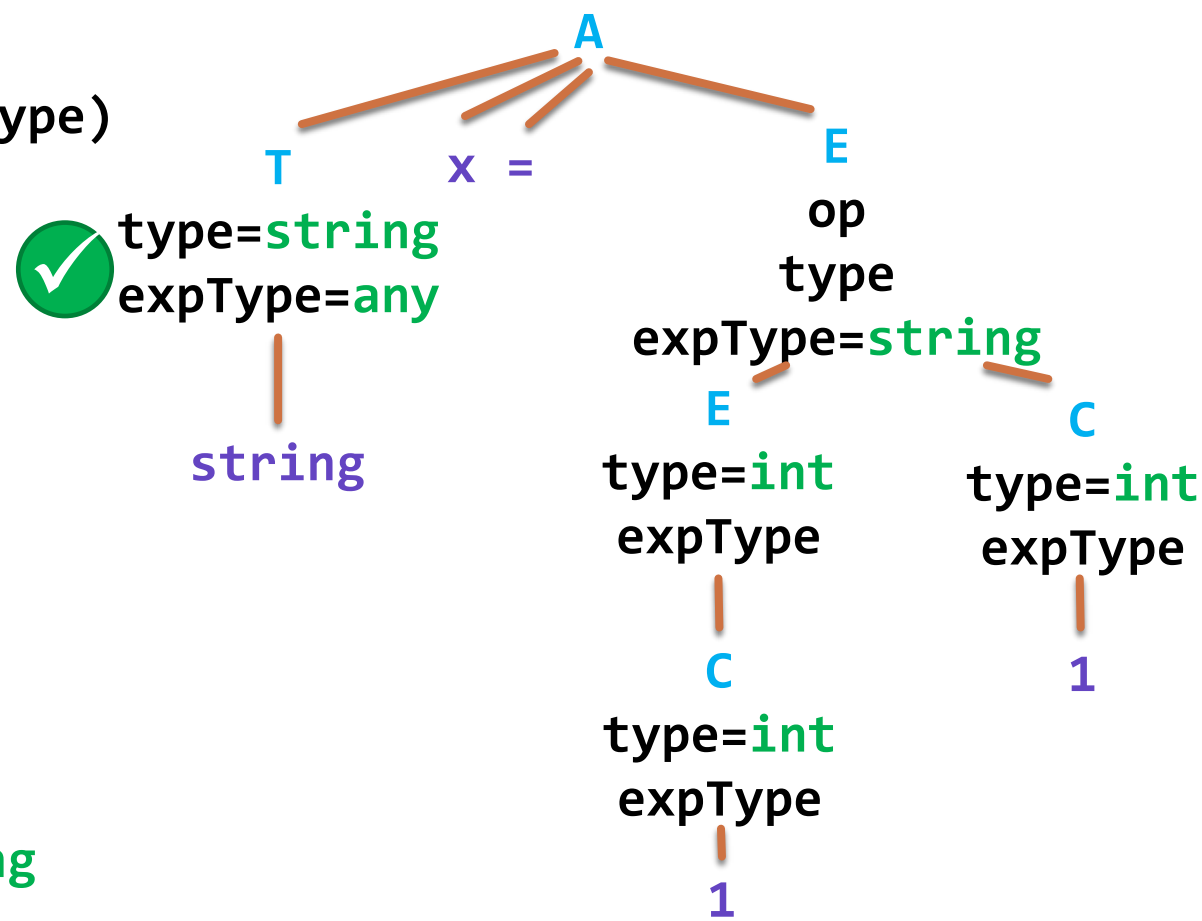 A
ype)
T
x =
E
type=string
expType=any
op
type
expType=string
string
E
type=int
expType
C
type=int
expType
C
type=int
expType
1
1
ng